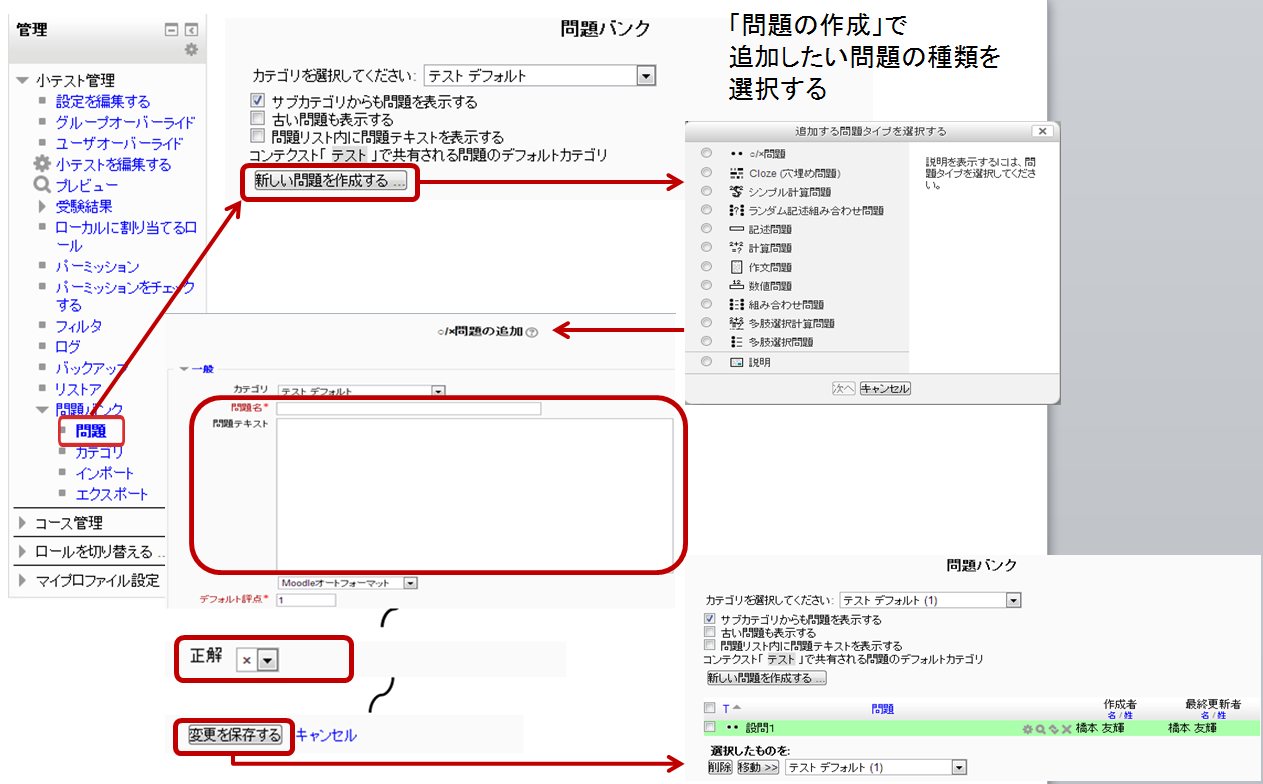 管理
小テスト管理
設定を編集する
グループオーバーライド
ユーザオーバーライド
小テストを編集する
プレビュー
受験結果
ローカルに割り当てるロ
ール
パーミッション
パーミッションをチェック
する
フィルタ
ログ
バックアップ
リストア
問題バンク
問題
カテゴリ
インポート
エクスポート
コース管理
ロールを切り替える ...
マイプロファイル設定
問題バンク
カテゴリを選択してください: テスト デフォルト
サブカテゴリからも問題を表示する
古い問題も表示する
問題リスト内に問題テキストを表示する
コンテクスト「 テスト 」で共有される問題のデフォルトカテゴリ
新しい問題を作成する ...
「問題の作成」で
追加したい問題の種類を
選択する
追加する問題タイプを選択する
○/×問題
Cloze (穴埋め問題)
シンプル計算問題
ランダム記述組み合わせ問題
記述問題
計算問題
作文問題
数値問題
組み合わせ問題
多肢選択計算問題
多肢選択問題
説明
説明を表示するには、問
題タイプを選択してくださ
い。
次へ キャンセル
○/×問題の追加
一般
カテゴリ テスト デフォルト
問題名*
問題テキスト
Moodleオートフォーマット
デフォルト評点* 1
正解 ×
変更を保存する キャンセル
問題バンク
カテゴリを選択してください: テスト デフォルト (1)
サブカテゴリからも問題を表示する
古い問題も表示する
問題リスト内に問題テキストを表示する
コンテクスト「 テスト 」で共有される問題のデフォルトカテゴリ
新しい問題を作成する ...
T 問題 作成者 最終更新者
名 / 姓 名 / 姓
設問1 橋本 友輝 橋本 友輝
選択したものを:
削除 移動 >> テスト デフォルト (1)